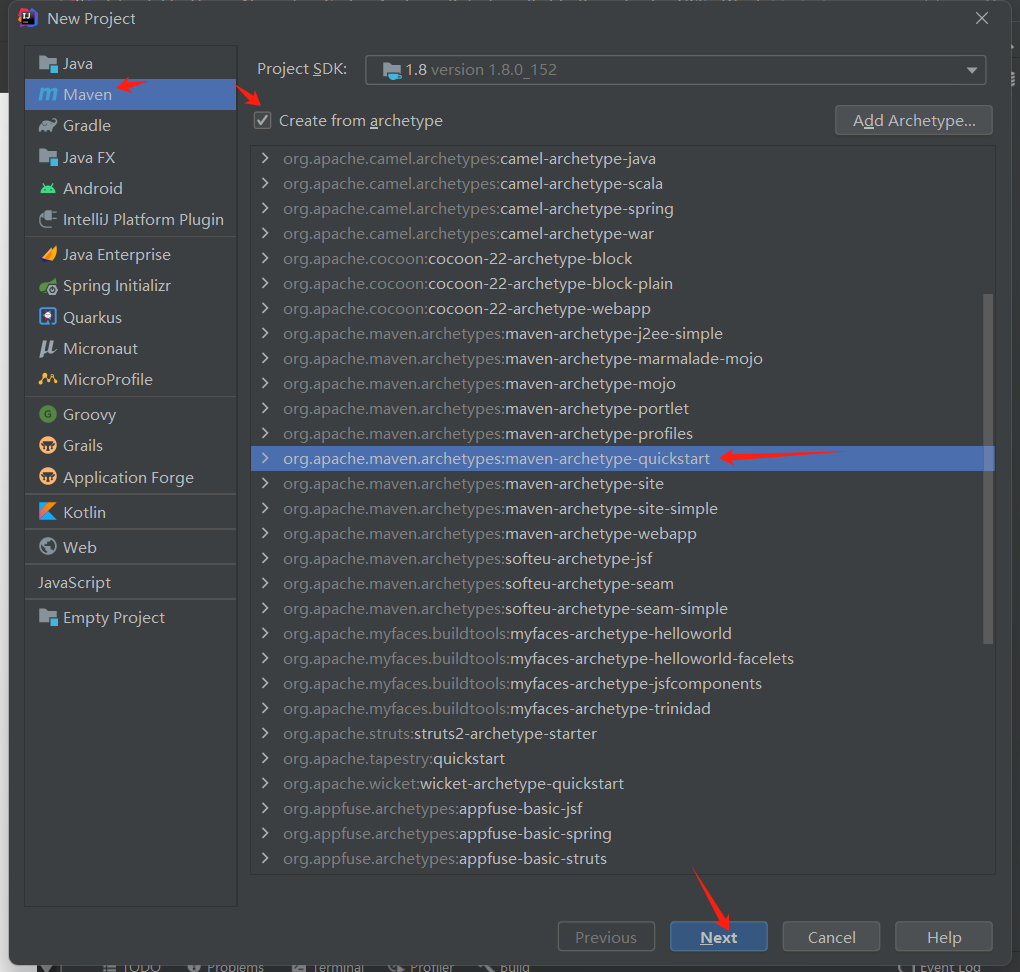 New Project
Java
Maven
Gradle
Java FX
Android
IntelliJ Platform Plugin
Java Enterprise
Spring Initializr
Quarkus
Micronaut
MicroProfile
Groovy
Grails
Application Forge
Kotlin
Web
JavaScript
Empty Project
Project SDK: 1.8 version 1.8.0_152
Create from archetype Add Archetype...
org.apache.camel.archetypes:camel-archetype-java
org.apache.camel.archetypes:camel-archetype-scala
org.apache.camel.archetypes:camel-archetype-spring
org.apache.camel.archetypes:camel-archetype-war
org.apache.cocoon:cocoon-22-archetype-block
org.apache.cocoon:cocoon-22-archetype-block-plain
org.apache.cocoon:cocoon-22-archetype-webapp
org.apache.maven.archetypes:maven-archetype-j2ee-simple
org.apache.maven.archetypes:maven-archetype-marmalade-mojo
org.apache.maven.archetypes:maven-archetype-mojo
org.apache.maven.archetypes:maven-archetype-portlet
org.apache.maven.archetypes:maven-archetype-profiles
org.apache.maven.archetypes:maven-archetype-quickstart
org.apache.maven.archetypes:maven-archetype-site
org.apache.maven.archetypes:maven-archetype-site-simple
org.apache.maven.archetypes:maven-archetype-webapp
org.apache.maven.archetypes:softeu-archetype-jsf
org.apache.maven.archetypes:softeu-archetype-seam
org.apache.maven.archetypes:softeu-archetype-seam-simple
org.apache.myfaces.buildtools:myfaces-archetype-helloworld
org.apache.myfaces.buildtools:myfaces-archetype-helloworld-facelets
org.apache.myfaces.buildtools:myfaces-archetype-jsfcomponents
org.apache.myfaces.buildtools:myfaces-archetype-trinidad
org.apache.struts:struts2-archetype-starter
org.apache.tapestry:quickstart
org.apache.wicket:wicket-archetype-quickstart
org.appfuse.archetypes:appfuse-basic-jsf
org.appfuse.archetypes:appfuse-basic-spring
org.appfuse.archetypes:appfuse-basic-struts
Previous Next Cancel Help
TODO Problems Terminal Profiler Build Event Log